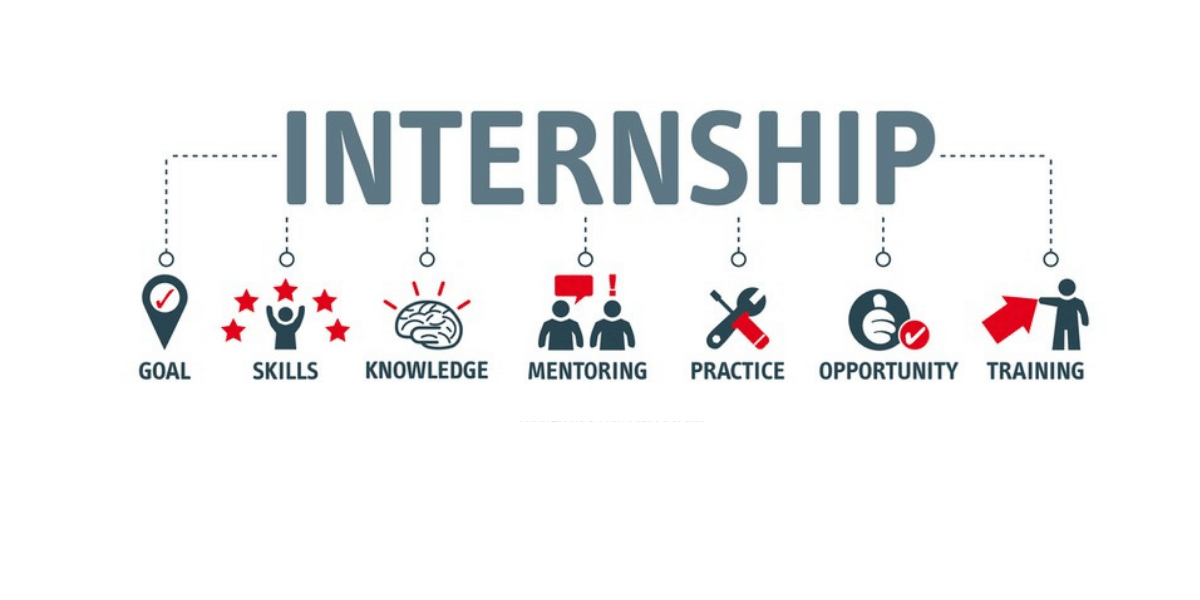 INTERNSHIP
GOAL
SKILLS
KNOWLEDGE
MENTORING
PRACTICE
OPPORTUNITY
TRAINING